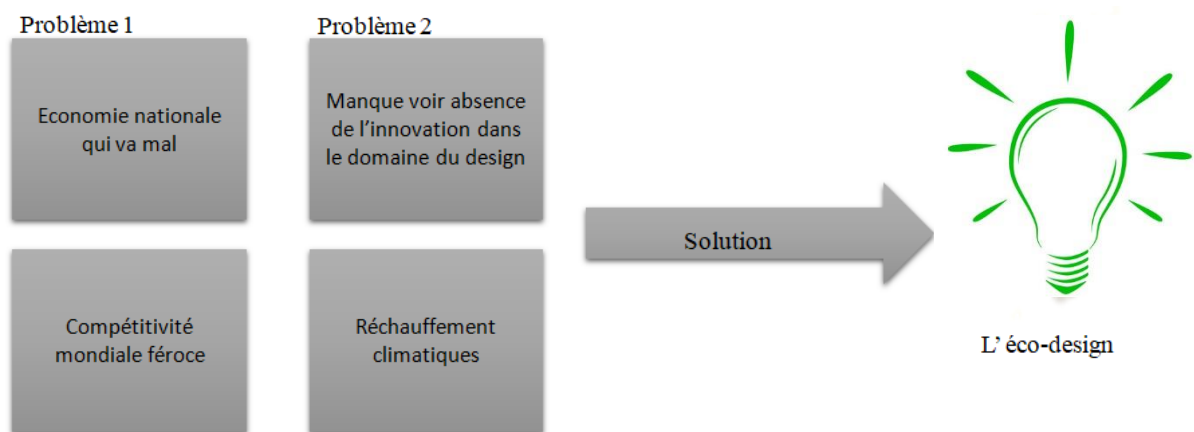 Problème 1
Problème 2
Economie nationale
qui va mal
Manque voir absence
de l’innovation dans
le domaine du design
Compétitivité
mondiale féroce
Réchauffement
climatiques
Solution
L’ éco-design